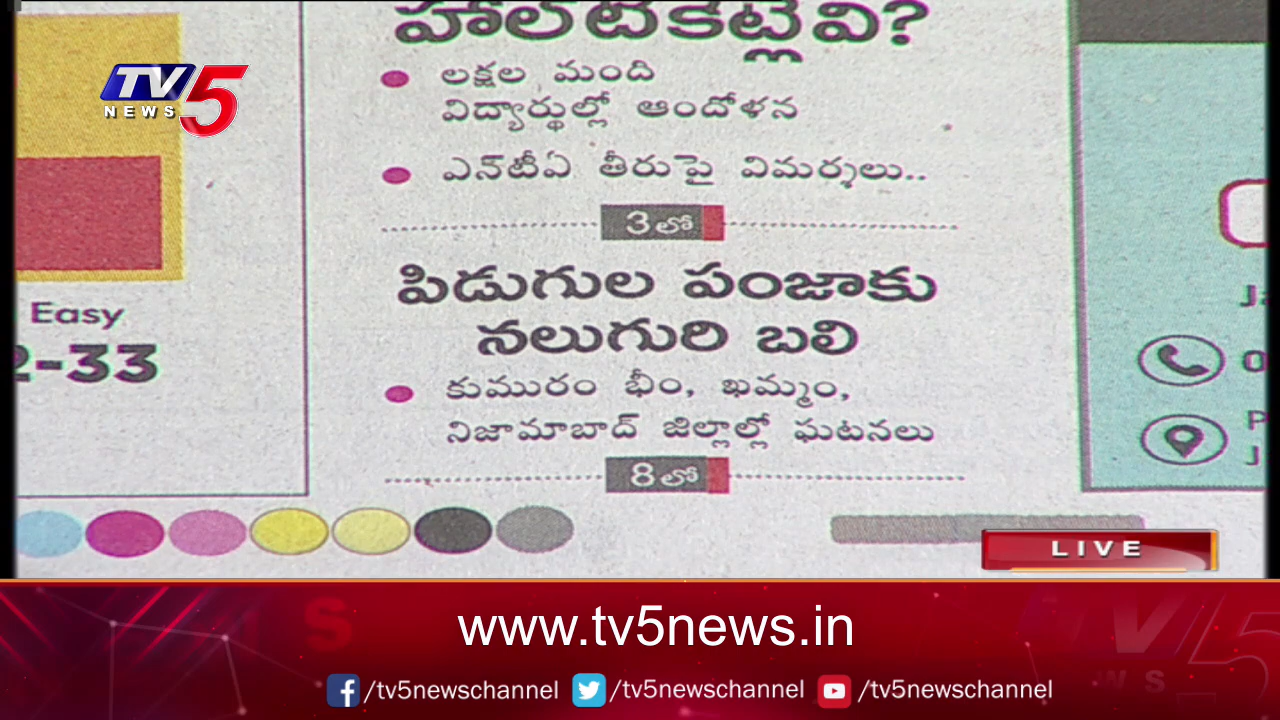 హాల్‌టికెట్లేవి?
లక్షల మంది
విద్యార్థుల్లో ఆందోళన
ఎన్‌టీఏ తీరుపై విమర్శలు..
3లో
పిడుగుల పంజాకు
నలుగురి బలి
కుమురం భీం, ఖమ్మం,
నిజామాబాద్ జిల్లాల్లో ఘటనలు
8లో
Easy
2-33
TV5
NEWS
LIVE
www.tv5news.in
/tv5newschannel
/tv5newschannel
/tv5newschannel